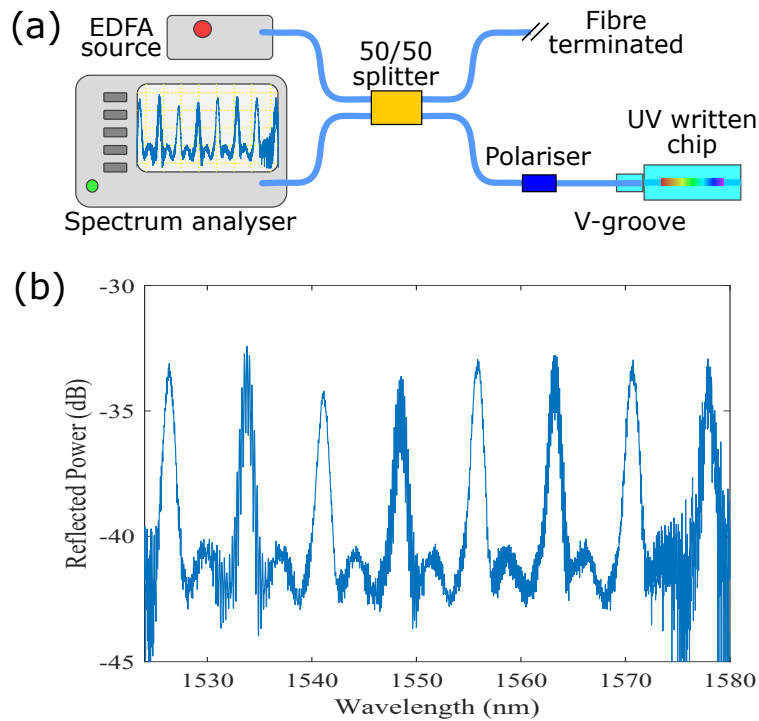 (a)
EDFA
source
50/50
splitter
Fibre
terminated
UV written
chip
Polariser
V-groove
Spectrum analyser
(b)
Reflected Power (dB)
-30
-35
-40
-45
1530 1540 1550 1560 1570 1580
Wavelength (nm)